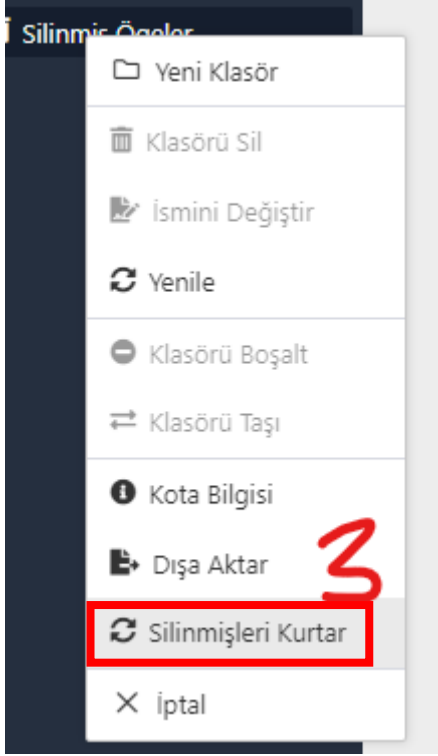 Silinmiş Ögeler
Yeni Klasör
Klasörü Sil
İsmini Değiştir
Yenile
Klasörü Boşalt
Klasörü Taşı
Kota Bilgisi
Dışa Aktar
3
Silinmişleri Kurtar
İptal